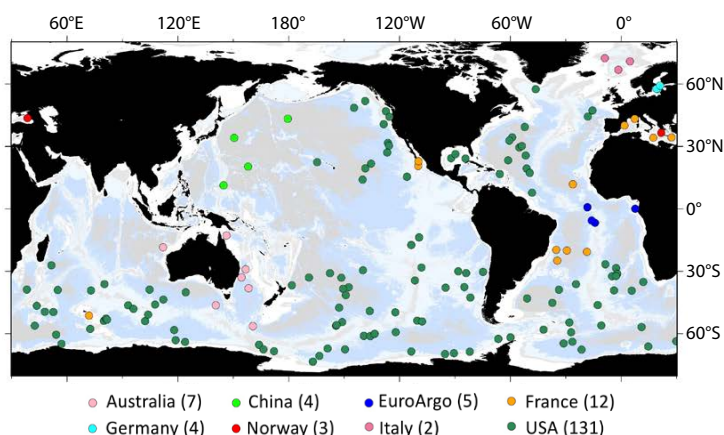 60°E 120°E 180° 120°W 60°W 0°
60°N
30°N
0°
30°S
60°S
Australia (7) China (4) EuroArgo (5) France (12)
Germany (4) Norway (3) Italy (2) USA (131)